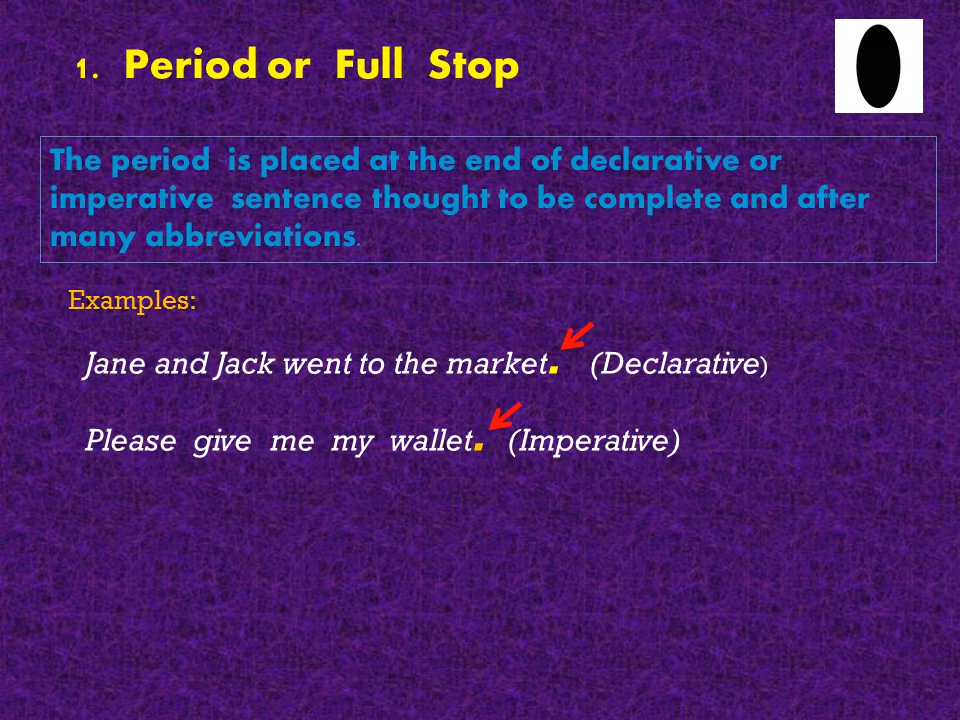 1. Period or Full Stop
The period is placed at the end of declarative or
imperative sentence thought to be complete and after
many abbreviations.
Examples:
Jane and Jack went to the market. (Declarative)
Please give me my wallet. (Imperative)